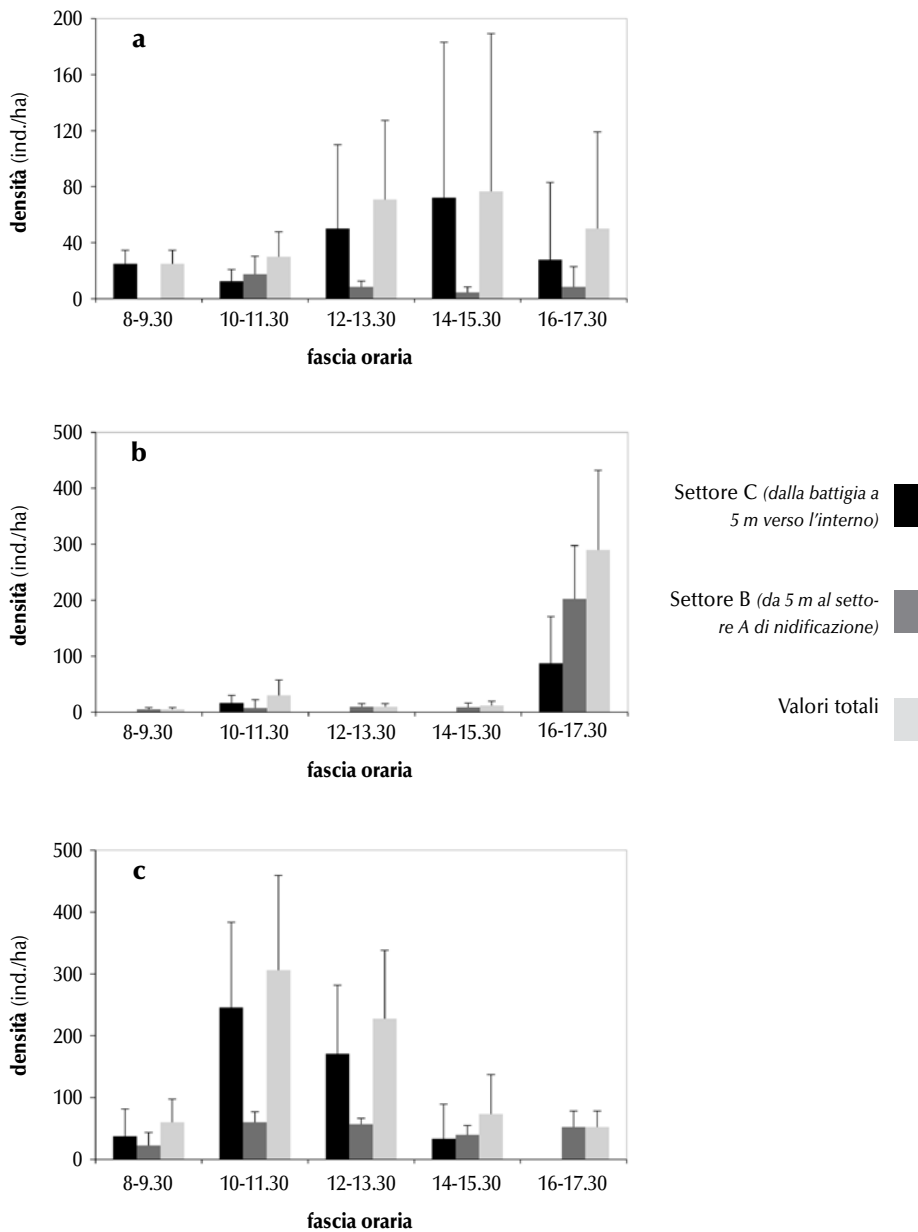 a
200
160
120
80
40
0
densità (ind./ha)
8-9.30 10-11.30 12-13.30 14-15.30 16-17.30
fascia oraria
b
500
400
300
200
100
0
densità (ind./ha)
8-9.30 10-11.30 12-13.30 14-15.30 16-17.30
fascia oraria
Settore C (dalla battigia a
5 m verso l'interno)
Settore B (da 5 m al setto-
re A di nidificazione)
Valori totali
c
500
400
300
200
100
0
densità (ind./ha)
8-9.30 10-11.30 12-13.30 14-15.30 16-17.30
fascia oraria